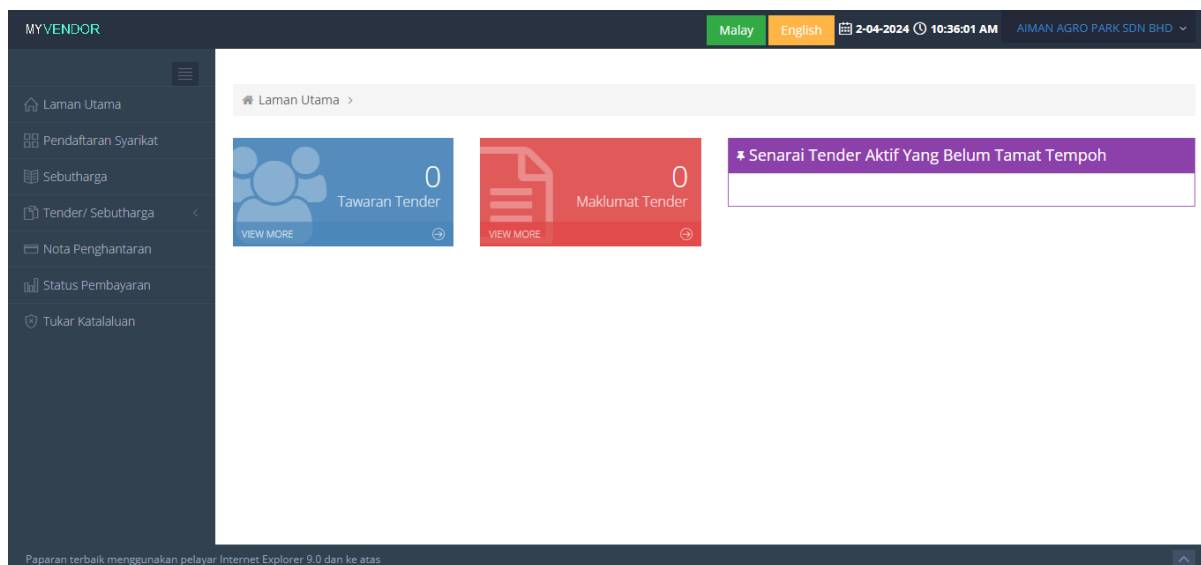 MYVENDOR
Malay English 2-04-2024 10:36:01 AM AIMAN AGRO PARK SDN BHD
Laman Utama
Pendaftaran Syarikat
Sebutharga
Tender/ Sebutharga
Nota Penghantaran
Status Pembayaran
Tukar Katalaluan
Laman Utama >
0
Tawaran Tender
VIEW MORE
0
Maklumat Tender
VIEW MORE
Senarai Tender Aktif Yang Belum Tamat Tempoh
Paparan terbaik menggunakan pelayar Internet Explorer 9.0 dan ke atas